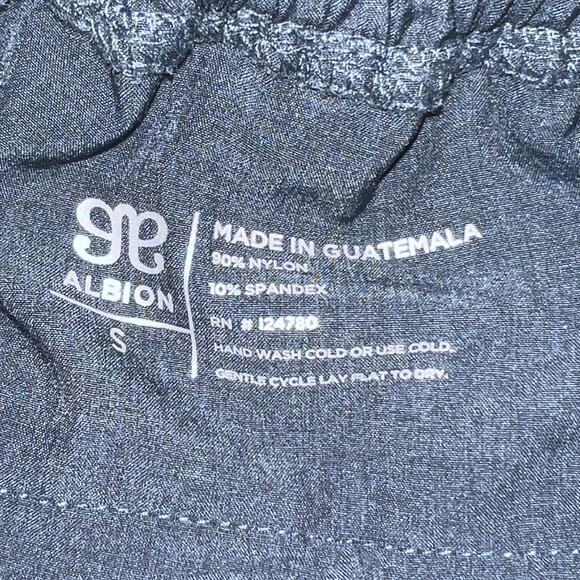 ALBION
S
MADE IN GUATEMALA
90% NYLON
10% SPANDEX
RN # 124780
HAND WASH COLD OR USE COLD.
GENTLE CYCLE LAY FLAT TO DRY.